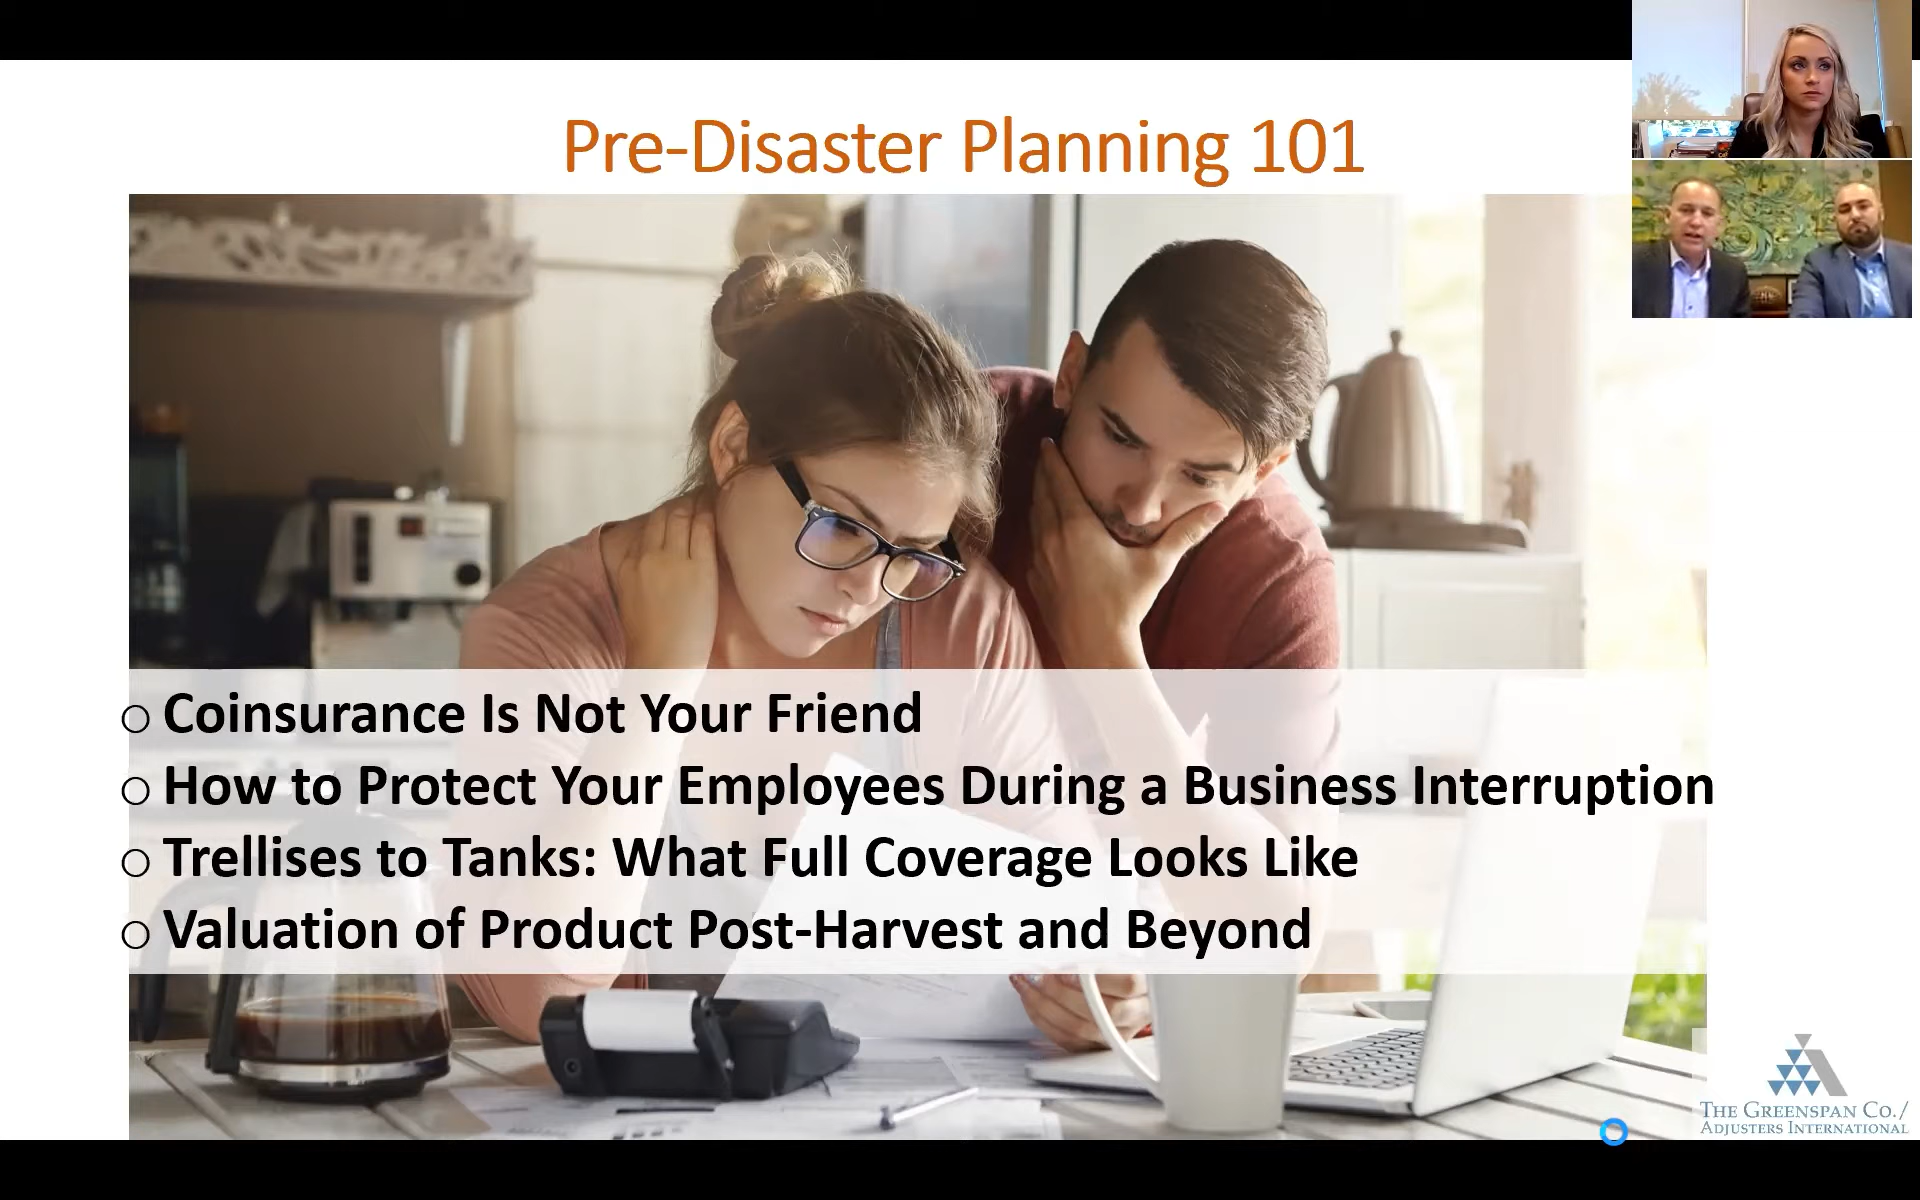 Pre-Disaster Planning 101
○ Coinsurance Is Not Your Friend
○ How to Protect Your Employees During a Business Interruption
○ Trellises to Tanks: What Full Coverage Looks Like
○ Valuation of Product Post-Harvest and Beyond
THE GREENSPAN CO./
ADJUSTERS INTERNATIONAL